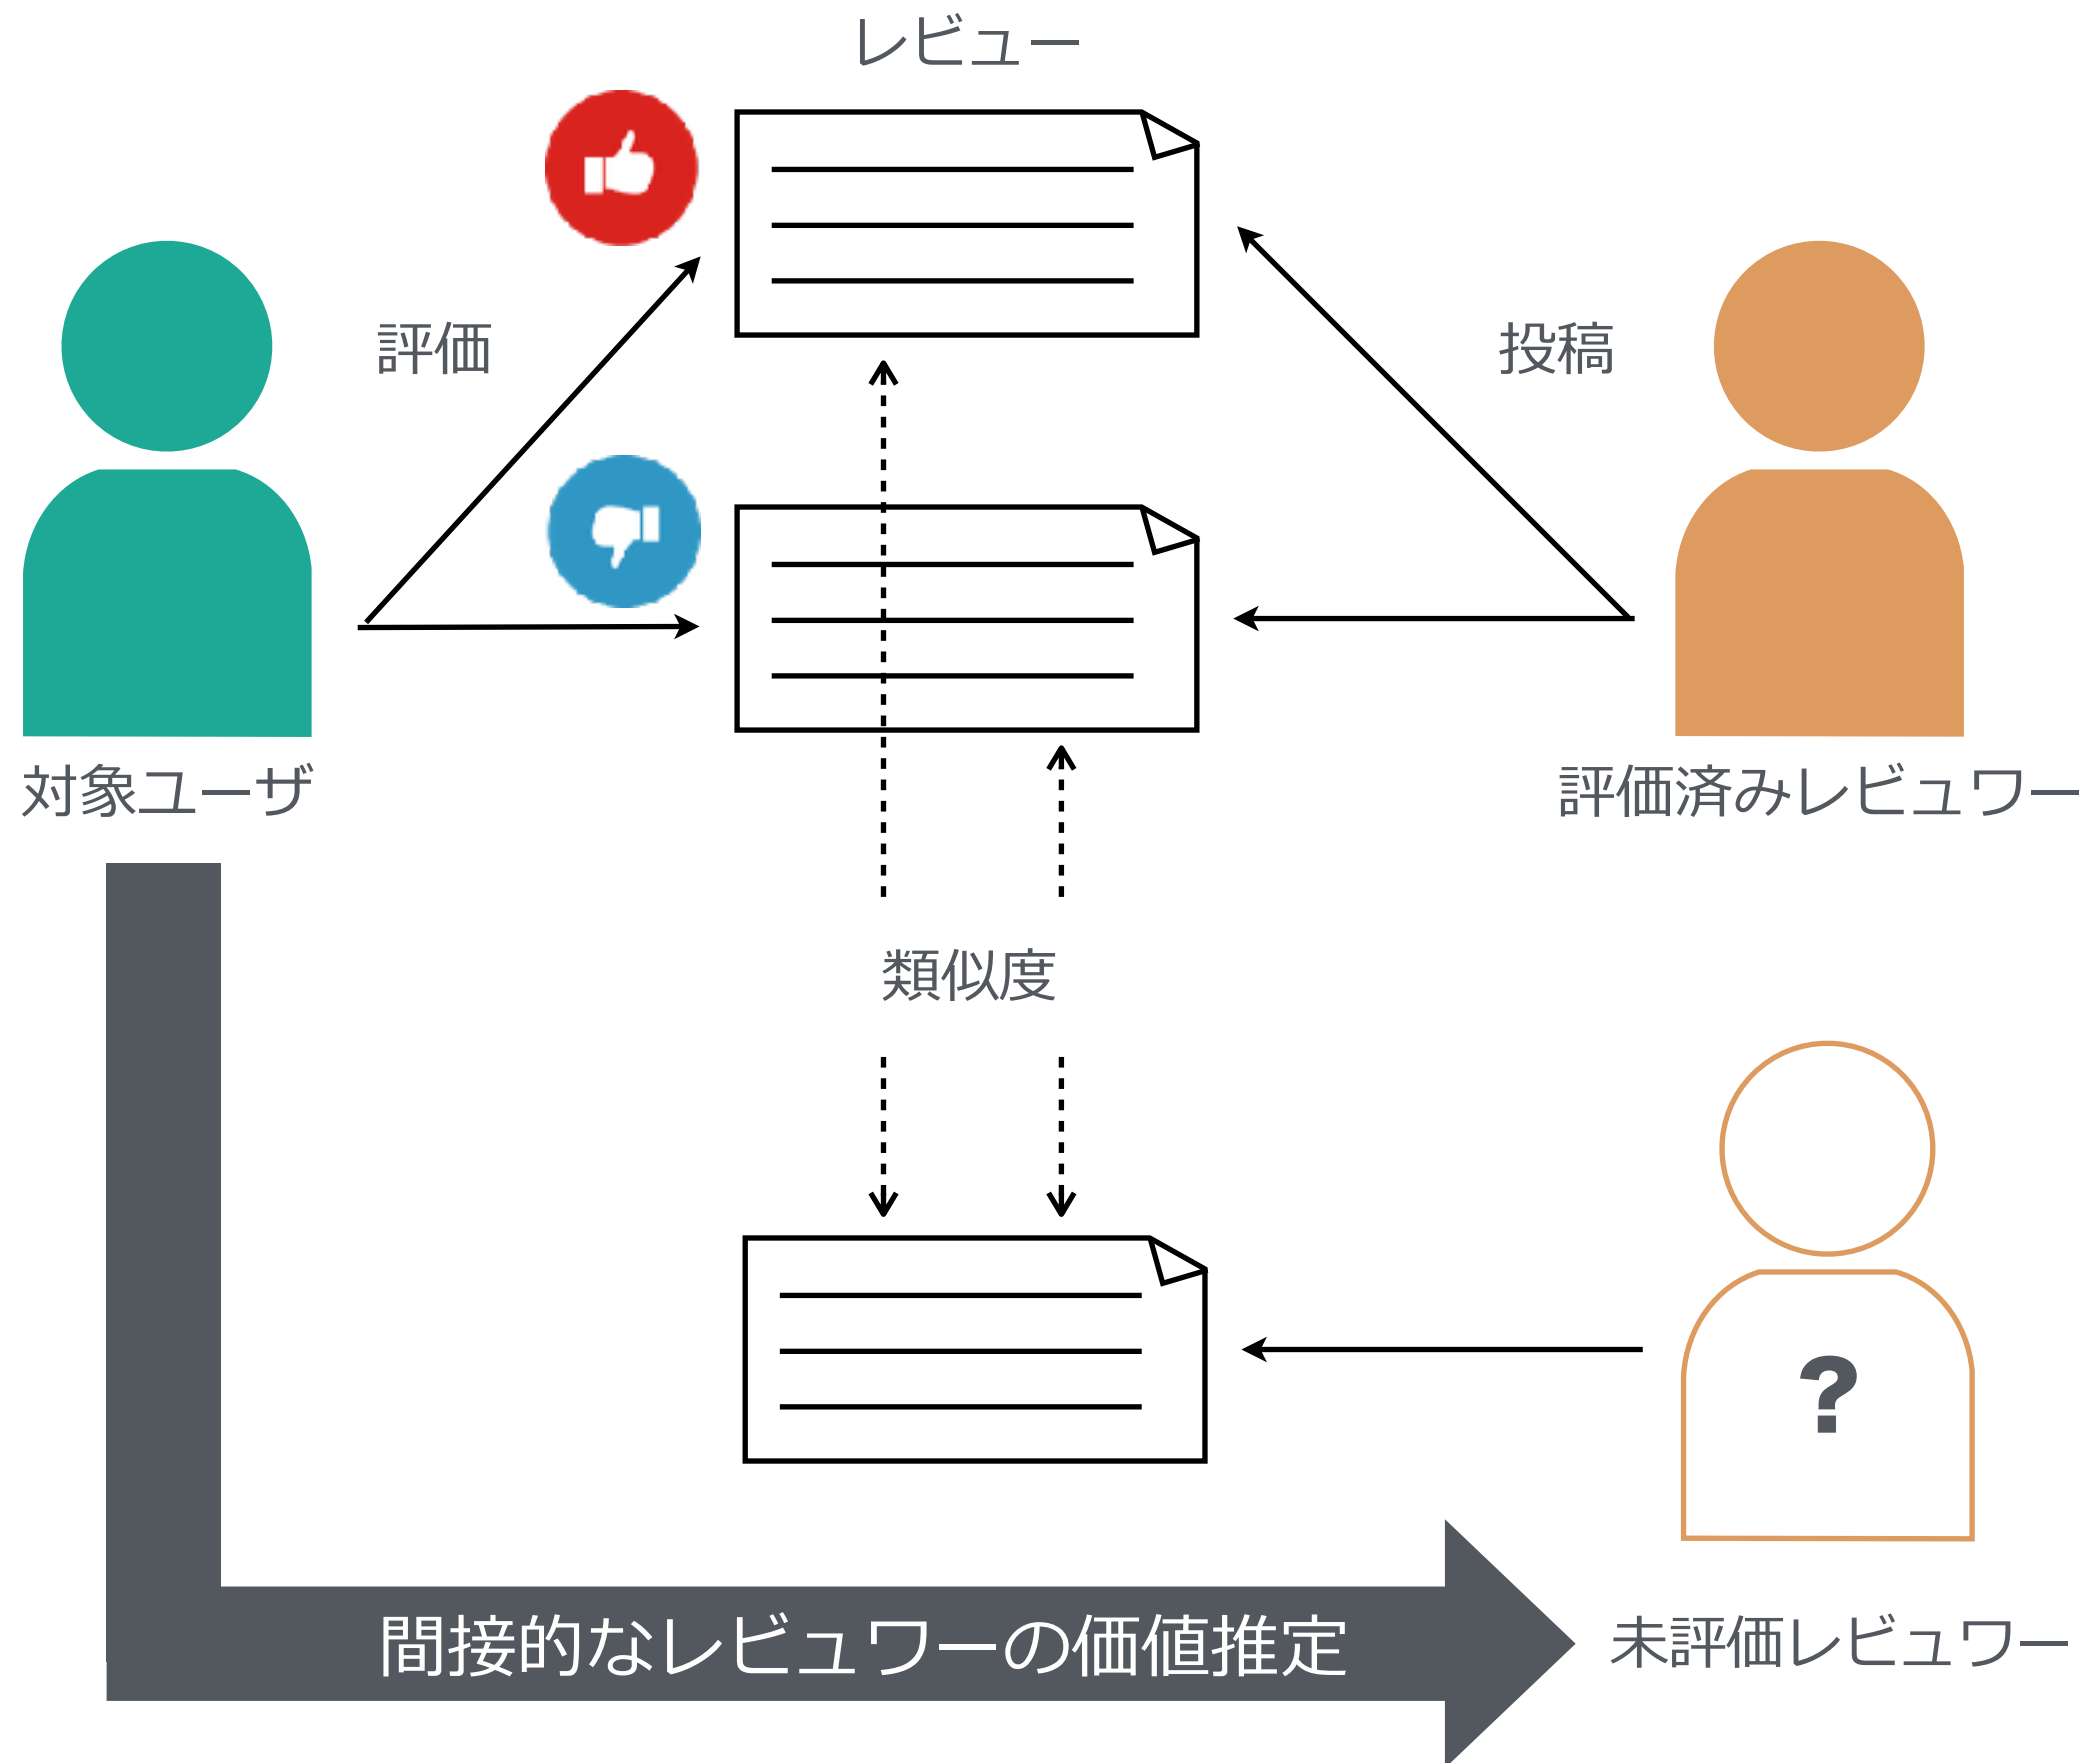 レビュー
評価
投稿
対象ユーザ
評価済みレビュワー
類似度
?
間接的なレビュワーの価値推定
未評価レビュワー